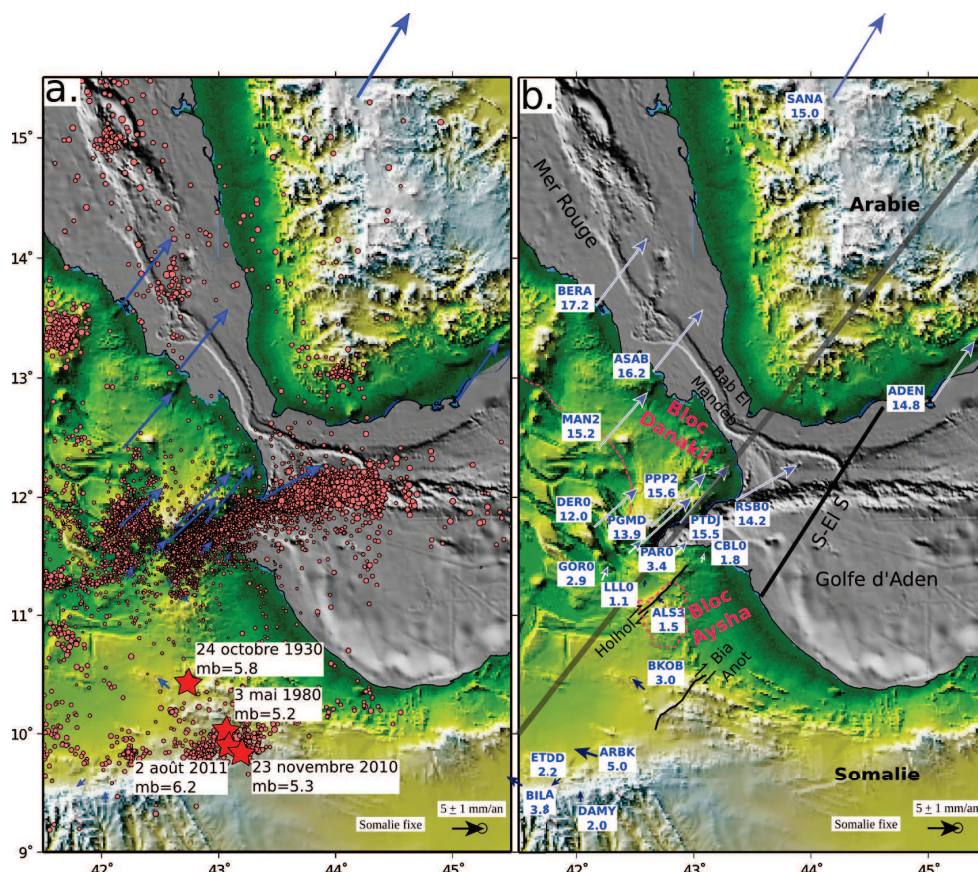 a.
15°
14°
13°
12°
11°
10°
9°
42°
43°
44°
45°
24 octobre 1930
mb=5.8
3 mai 1980
mb=5.2
2 août 2011
mb=6.2
23 novembre 2010
mb=5.3
Somalie fixe
5 ± 1 mm/an
b.
SANA
15.0
Mer Rouge
Arabie
BERA
17.2
ASAB
16.2
Bab El
Mandeb
ADEN
14.8
MAN2
15.2
Bloc
Danakil
PPP2
15.6
DER0
12.0
PGMD
13.9
PTDJ
15.5
RSB0
14.2
PAR0
3.4
CBL0
1.8
S-EI S
GOR0
2.9
LLL0
1.1
Golfe d'Aden
ALS3
1.5
Holhol
Bloc
Aysha
BKOB
3.0
Bia
Anot
ARBK
5.0
ETDD
2.2
BILA
DAMY
2.0
Somalie
Somalie fixe
5 ± 1 mm/an
42°
43°
44°
45°